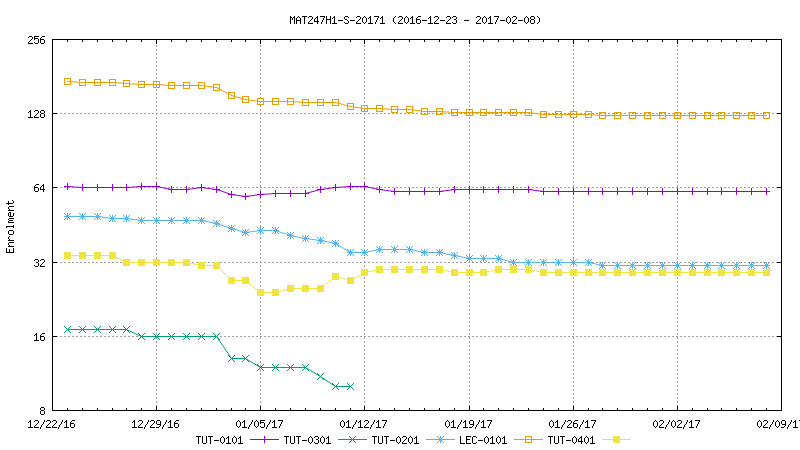 MAT247H1-S-20171 (2016-12-23 - 2017-02-08)
256
128
64
32
16
8
Enrolment
12/22/16 12/29/16 01/05/17 01/12/17 01/19/17 01/26/17 02/02/17 02/09/1
TUT-0101 TUT-0301 TUT-0201 LEC-0101 TUT-0401